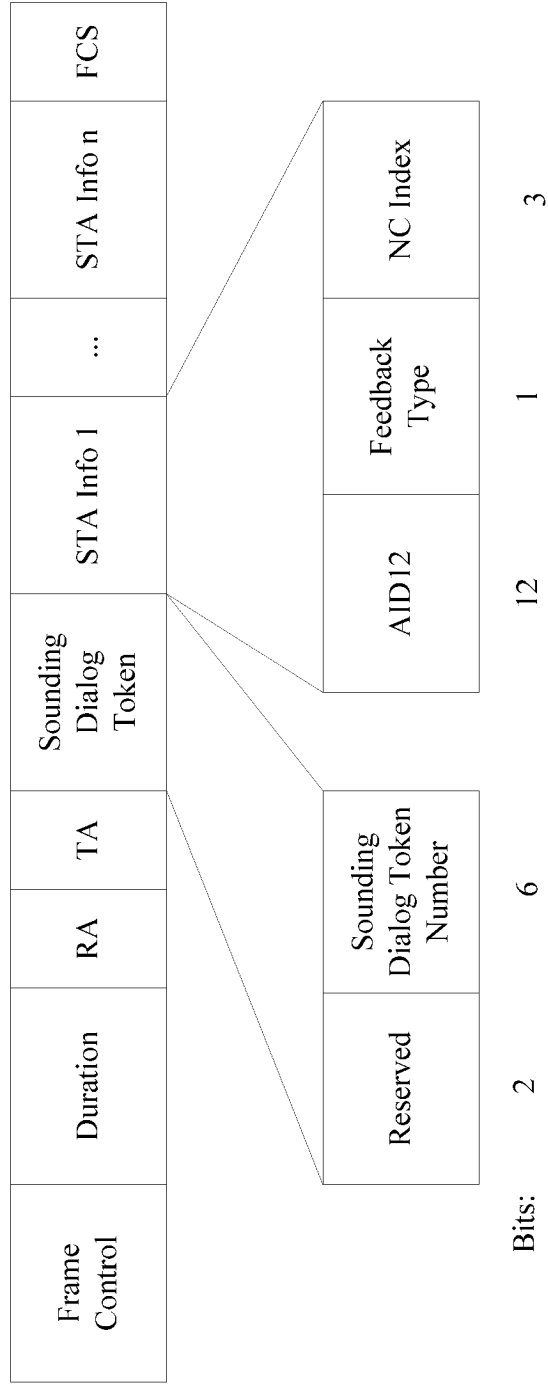 Frame
Control
Duration
RA
TA
Sounding
Dialog
Token
STA Info 1
...
STA Info n
FCS
Reserved
Sounding
Dialog Token
Number
AID12
Feedback
Type
NC Index
Bits: 2 6 12 1 3